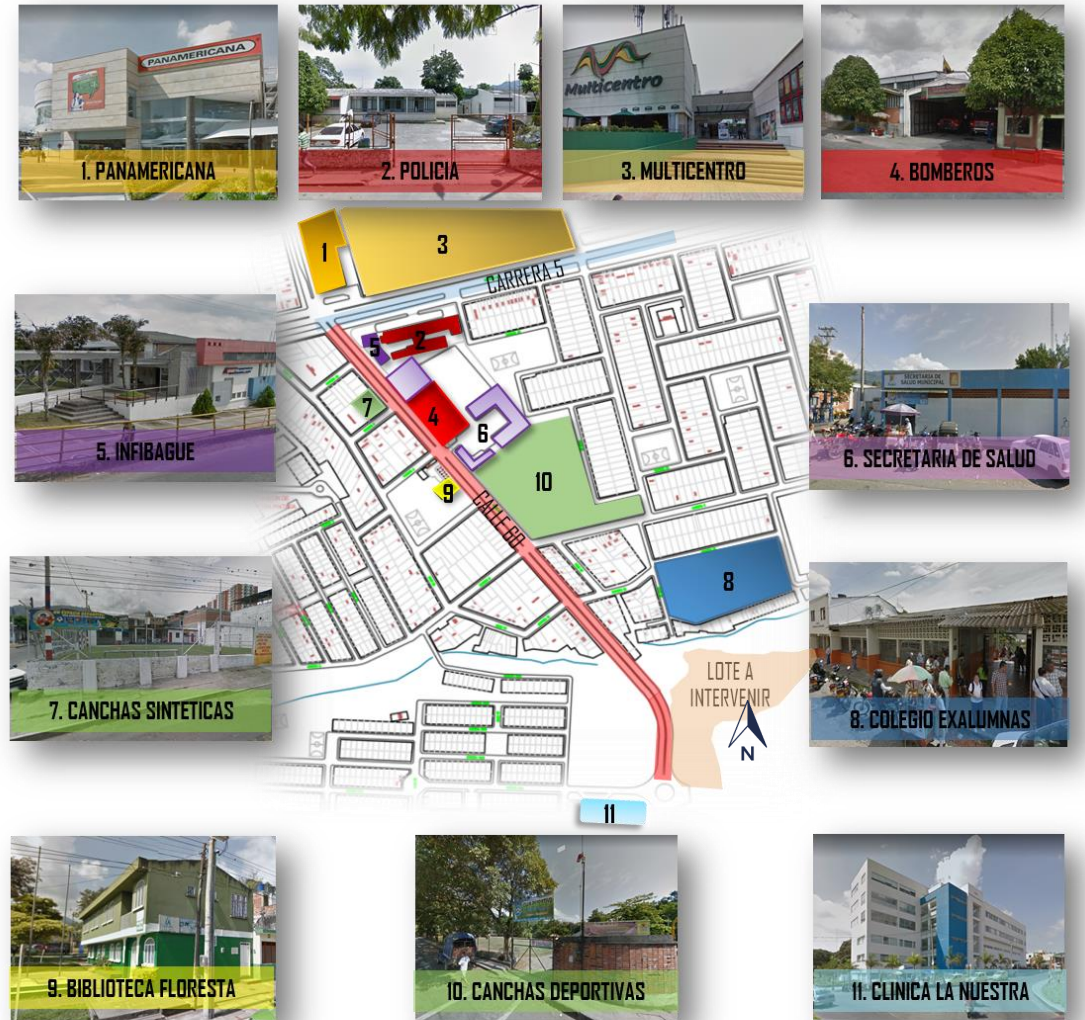 PANAMERICANA
Multicentro
1. PANAMERICANA
2. POLICIA
3. MULTICENTRO
4. BOMBEROS
1
3
CARRERA 5
2
5
7
4
6
SECRETARIA DE
SALUD MUNICIPAL
5. INFIBAGUE
6. SECRETARIA DE SALUD
9
10
CALLE 60
8
LOTE A
INTERVENIR
N
7. CANCHAS SINTETICAS
8. COLEGIO EXALUMNAS
11
9. BIBLIOTECA FLORESTA
10. CANCHAS DEPORTIVAS
11. CLINICA LA NUESTRA